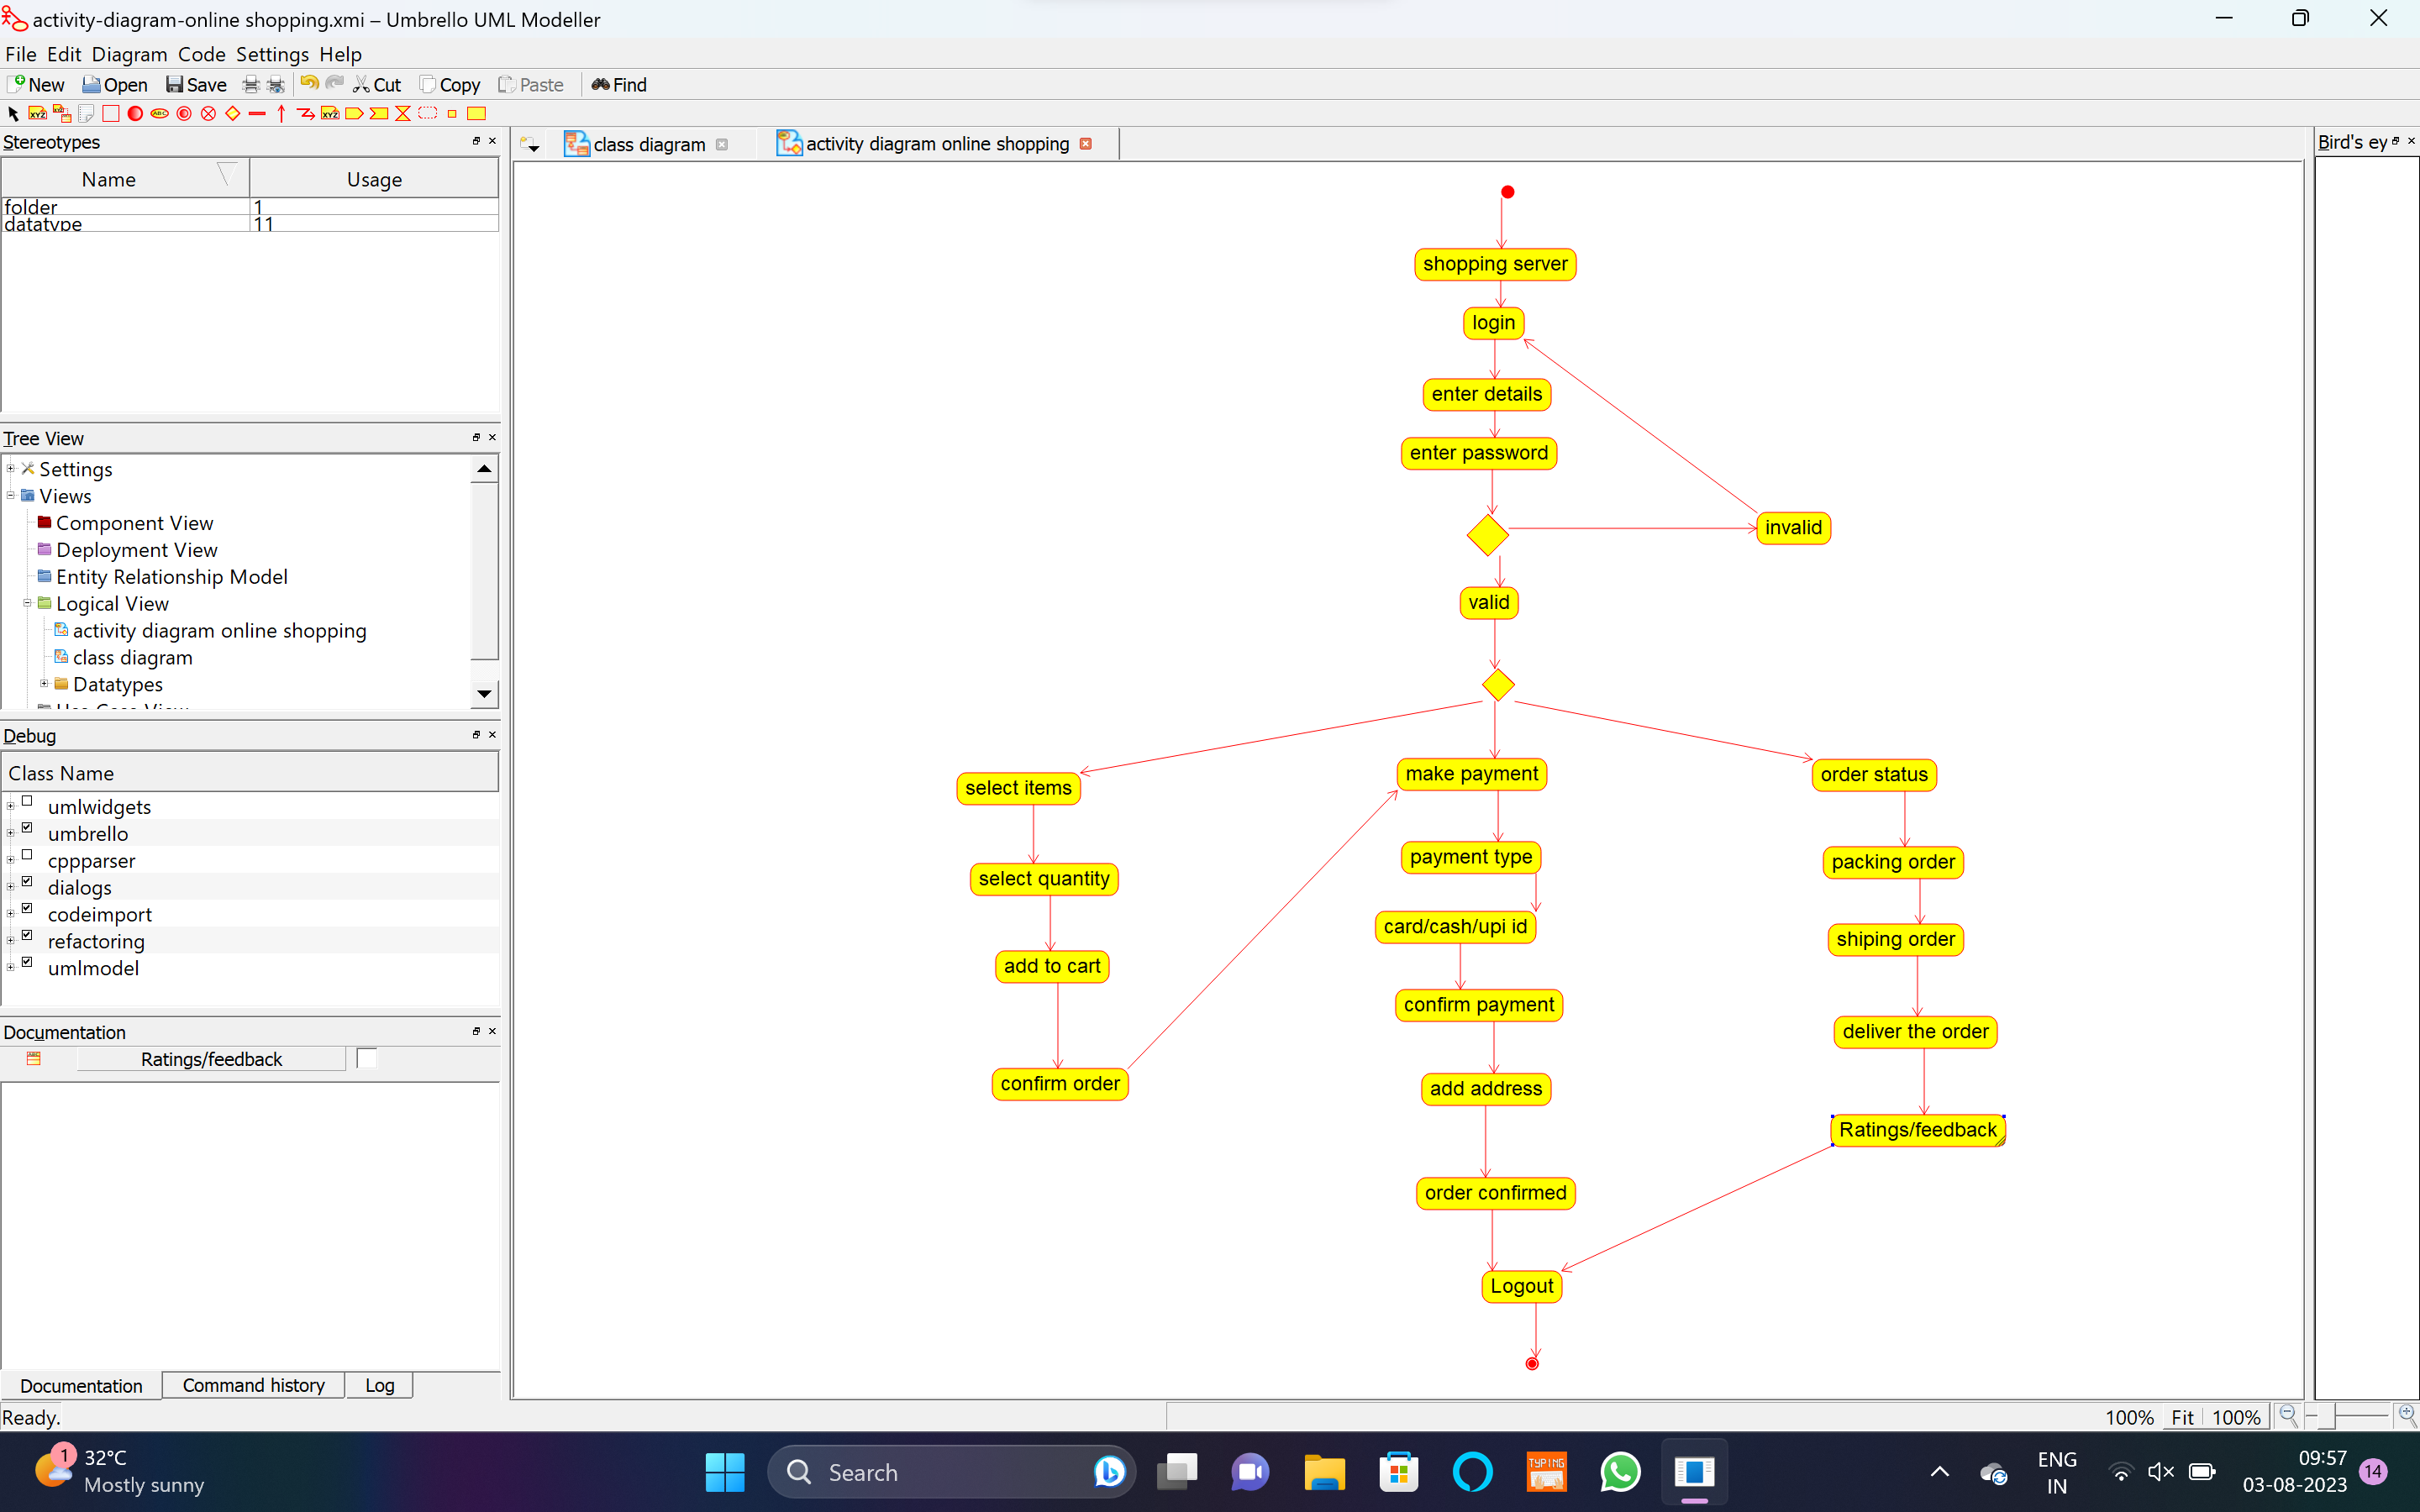 activity-diagram-online shopping.xmi – Umbrello UML Modeller
File Edit Diagram Code Settings Help
New Open Save Cut Copy Paste Find
Stereotypes
Name Usage
folder 1
datatype 11
Tree View
Settings
Views
Component View
Deployment View
Entity Relationship Model
Logical View
activity diagram online shopping
class diagram
Datatypes
Use Case View
Debug
Class Name
umlwidgets
umbrello
cppparser
dialogs
codeimport
refactoring
umlmodel
Documentation
Ratings/feedback
Documentation Command history Log
Ready.
class diagram activity diagram online shopping
shopping server
login
enter details
enter password
invalid
valid
select items
select quantity
add to cart
confirm order
make payment
payment type
card/cash/upi id
confirm payment
add address
order confirmed
Logout
order status
packing order
shiping order
deliver the order
Ratings/feedback
Bird's ey
100% Fit 100%
1
32°C
Mostly sunny
Search
TYPING
ENG
IN
09:57
03-08-2023
14